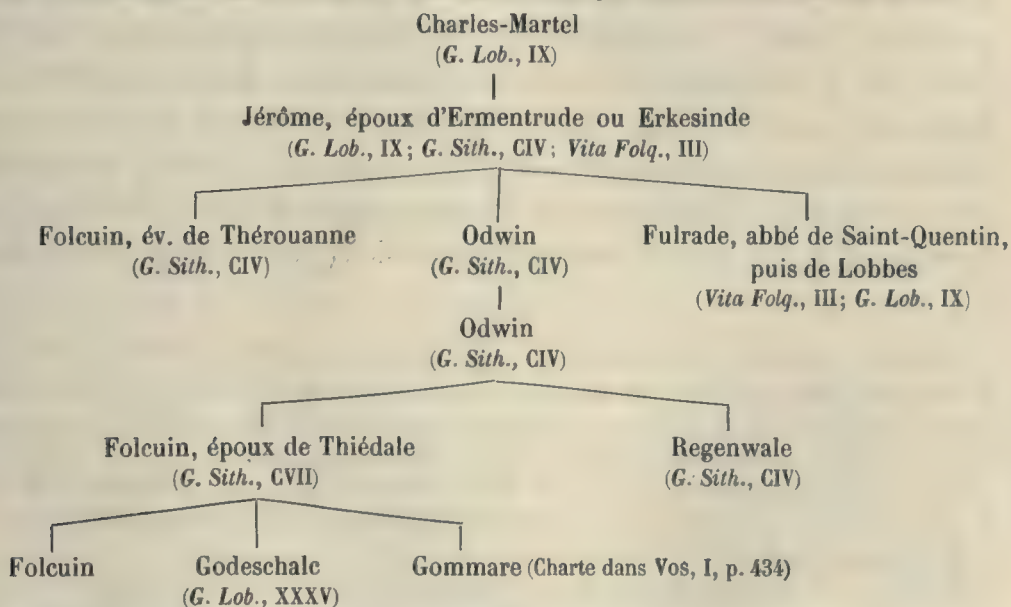 Charles-Martel
(G. Lob., IX)
Jérôme, époux d'Ermentrude ou Erkesinde
(G. Lob., IX; G. Sith., CIV; Vita Folq., III)
Folcuin, év. de Thérouanne
(G. Sith., CIV)
Odwin
(G. Sith., CIV)
Fulrade, abbé de Saint-Quentin,
puis de Lobbes
(Vita Folq., III; G. Lob., IX)
Odwin
(G. Sith., CIV)
Folcuin, époux de Thiédale
(G. Sith., CVII)
Regenwale
(G. Sith., CIV)
Folcuin
Godeschalc
(G. Lob., XXXV)
Gommare (Charte dans Vos, I, p. 434)